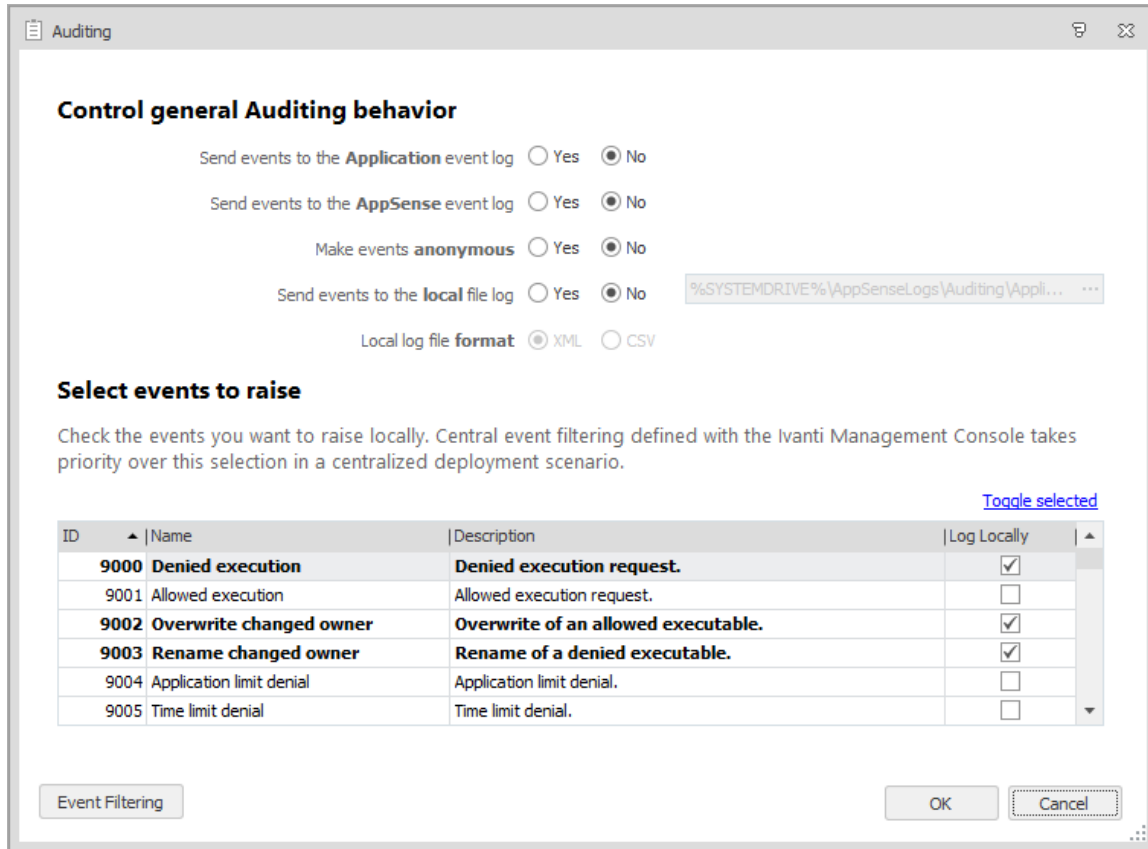 Auditing
Control general Auditing behavior
Send events to the Application event log Yes No
Send events to the AppSense event log Yes No
Make events anonymous Yes No
Send events to the local file log Yes No %SYSTEMDRIVE%\AppSenseLogs\Auditing\Appli... ...
Local log file format XML CSV
Select events to raise
Check the events you want to raise locally. Central event filtering defined with the Ivanti Management Console takes
priority over this selection in a centralized deployment scenario.
Toggle selected
ID Name Description Log Locally
9000 Denied execution Denied execution request.
9001 Allowed execution Allowed execution request.
9002 Overwrite changed owner Overwrite of an allowed executable.
9003 Rename changed owner Rename of a denied executable.
9004 Application limit denial Application limit denial.
9005 Time limit denial Time limit denial.
Event Filtering OK Cancel